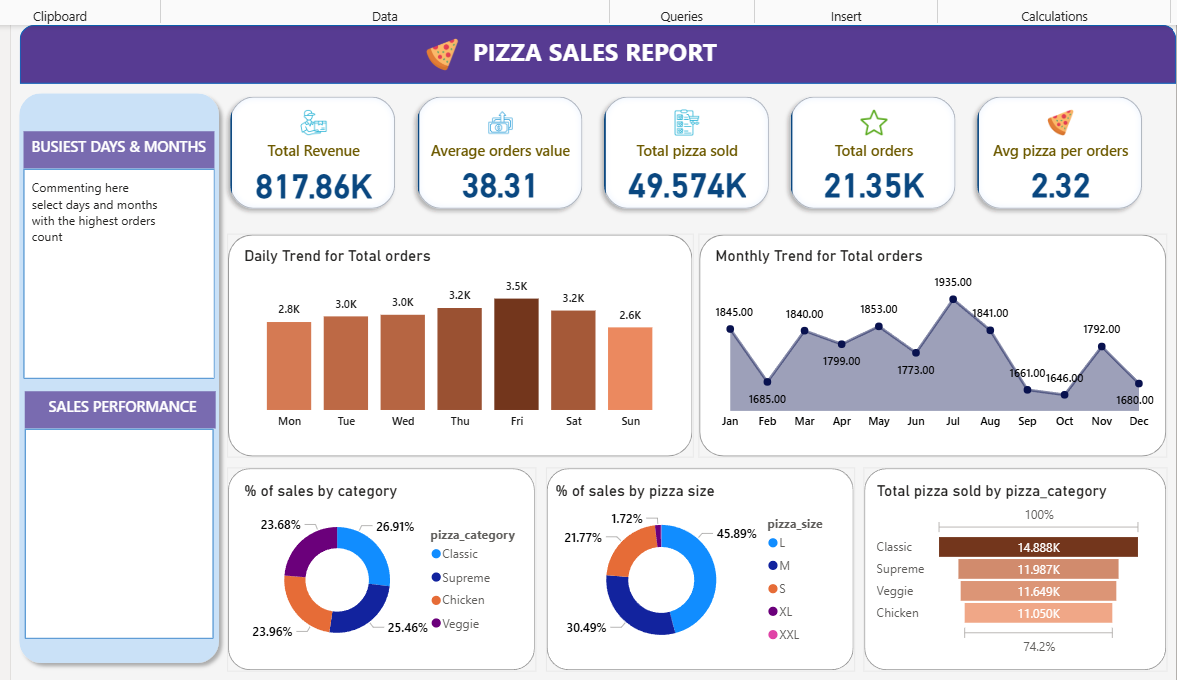 Clipboard
Data
Queries
Insert
Calculations
PIZZA SALES REPORT
BUSIEST DAYS & MONTHS
Commenting here
select days and months
with the highest orders
count
SALES PERFORMANCE
Total Revenue
817.86K
Average orders value
38.31
Total pizza sold
49.574K
Total orders
21.35K
Avg pizza per orders
2.32
Daily Trend for Total orders
2.8K
3.0K
3.0K
3.2K
3.5K
3.2K
2.6K
Mon
Tue
Wed
Thu
Fri
Sat
Sun
Monthly Trend for Total orders
1845.00
1685.00
1840.00
1799.00
1853.00
1773.00
1935.00
1841.00
1661.00
1646.00
1792.00
1680.00
Jan
Feb
Mar
Apr
May
Jun
Jul
Aug
Sep
Oct
Nov
Dec
% of sales by category
23.68%
26.91%
23.96%
25.46%
pizza_category
Classic
Supreme
Chicken
Veggie
% of sales by pizza size
1.72%
21.77%
45.89%
30.49%
pizza_size
L
M
S
XL
XXL
Total pizza sold by pizza_category
100%
Classic 14.888K
Supreme 11.987K
Veggie 11.649K
Chicken 11.050K
74.2%